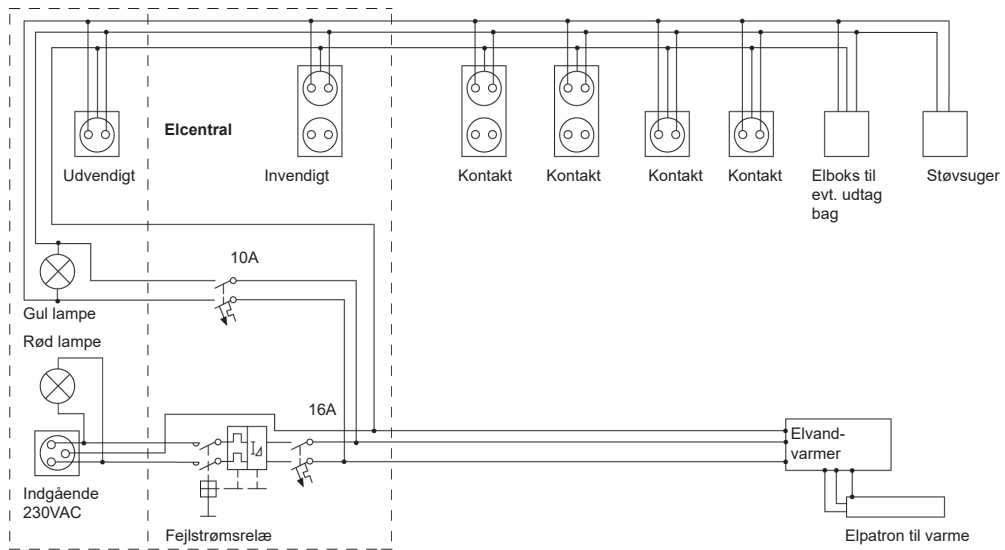 Elcentral
Udvendigt
Invendigt
Kontakt
Kontakt
Kontakt
Kontakt
Elboks til
evt. udtag
bag
Støvsuger
10A
Gul lampe
Rød lampe
16A
Elvand-
varmer
Indgående
230VAC
Fejlstrømsrelæ
Elpatron til varme